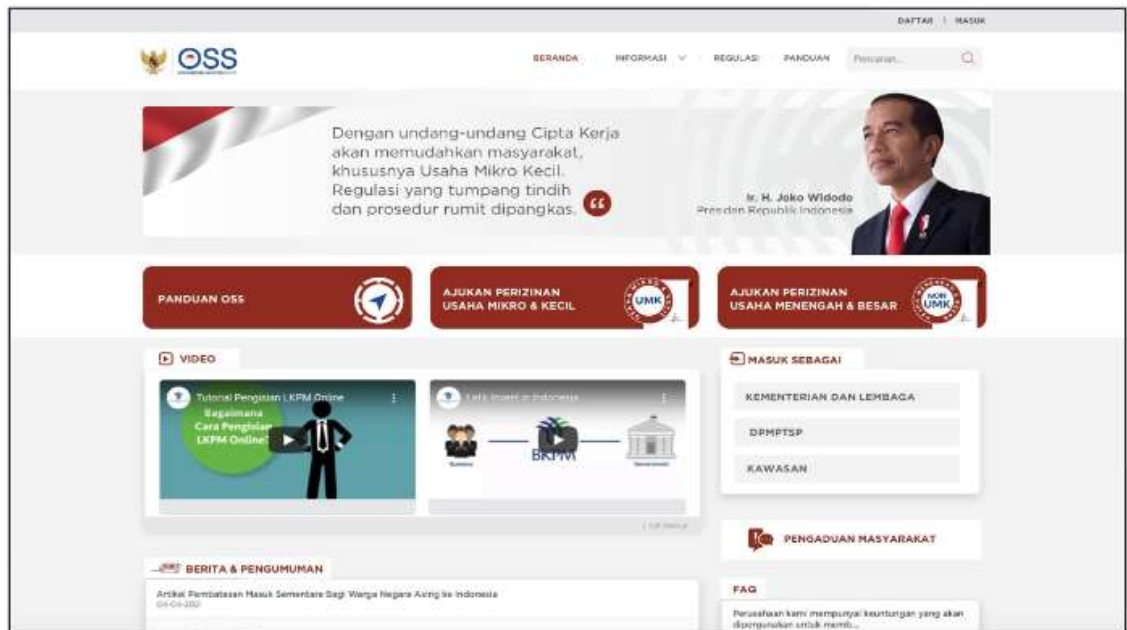 DAFTAR | MASUK
OSS
BERANDA INFORMASI REGULASI PANDUAN Pencarian...
Dengan undang-undang Cipta Kerja
akan memudahkan masyarakat,
khususnya Usaha Mikro Kecil.
Regulasi yang tumpang tindih
dan prosedur rumit dipangkas.
Ir. H. Joko Widodo
Presiden Republik Indonesia
PANDUAN OSS
AJUKAN PERIZINAN
USAHA MIKRO & KECIL
UMK
AJUKAN PERIZINAN
USAHA MENENGAH & BESAR
NON
UMK
VIDEO
Tutorial Pengisian LKPM Online
Bagaimana
Cara Pengisian
LKPM Online?
Let's Invest in Indonesia
BKPM
MASUK SEBAGAI
KEMENTERIAN DAN LEMBAGA
DPMPTSP
KAWASAN
PENGADUAN MASYARAKAT
BERITA & PENGUMUMAN
Artikel Pembatasan Masuk Sementara Bagi Warga Negara Asing ke Indonesia
FAQ
Perusahaan kami mempunyai keuntungan yang akan
dipergunakan untuk memb...